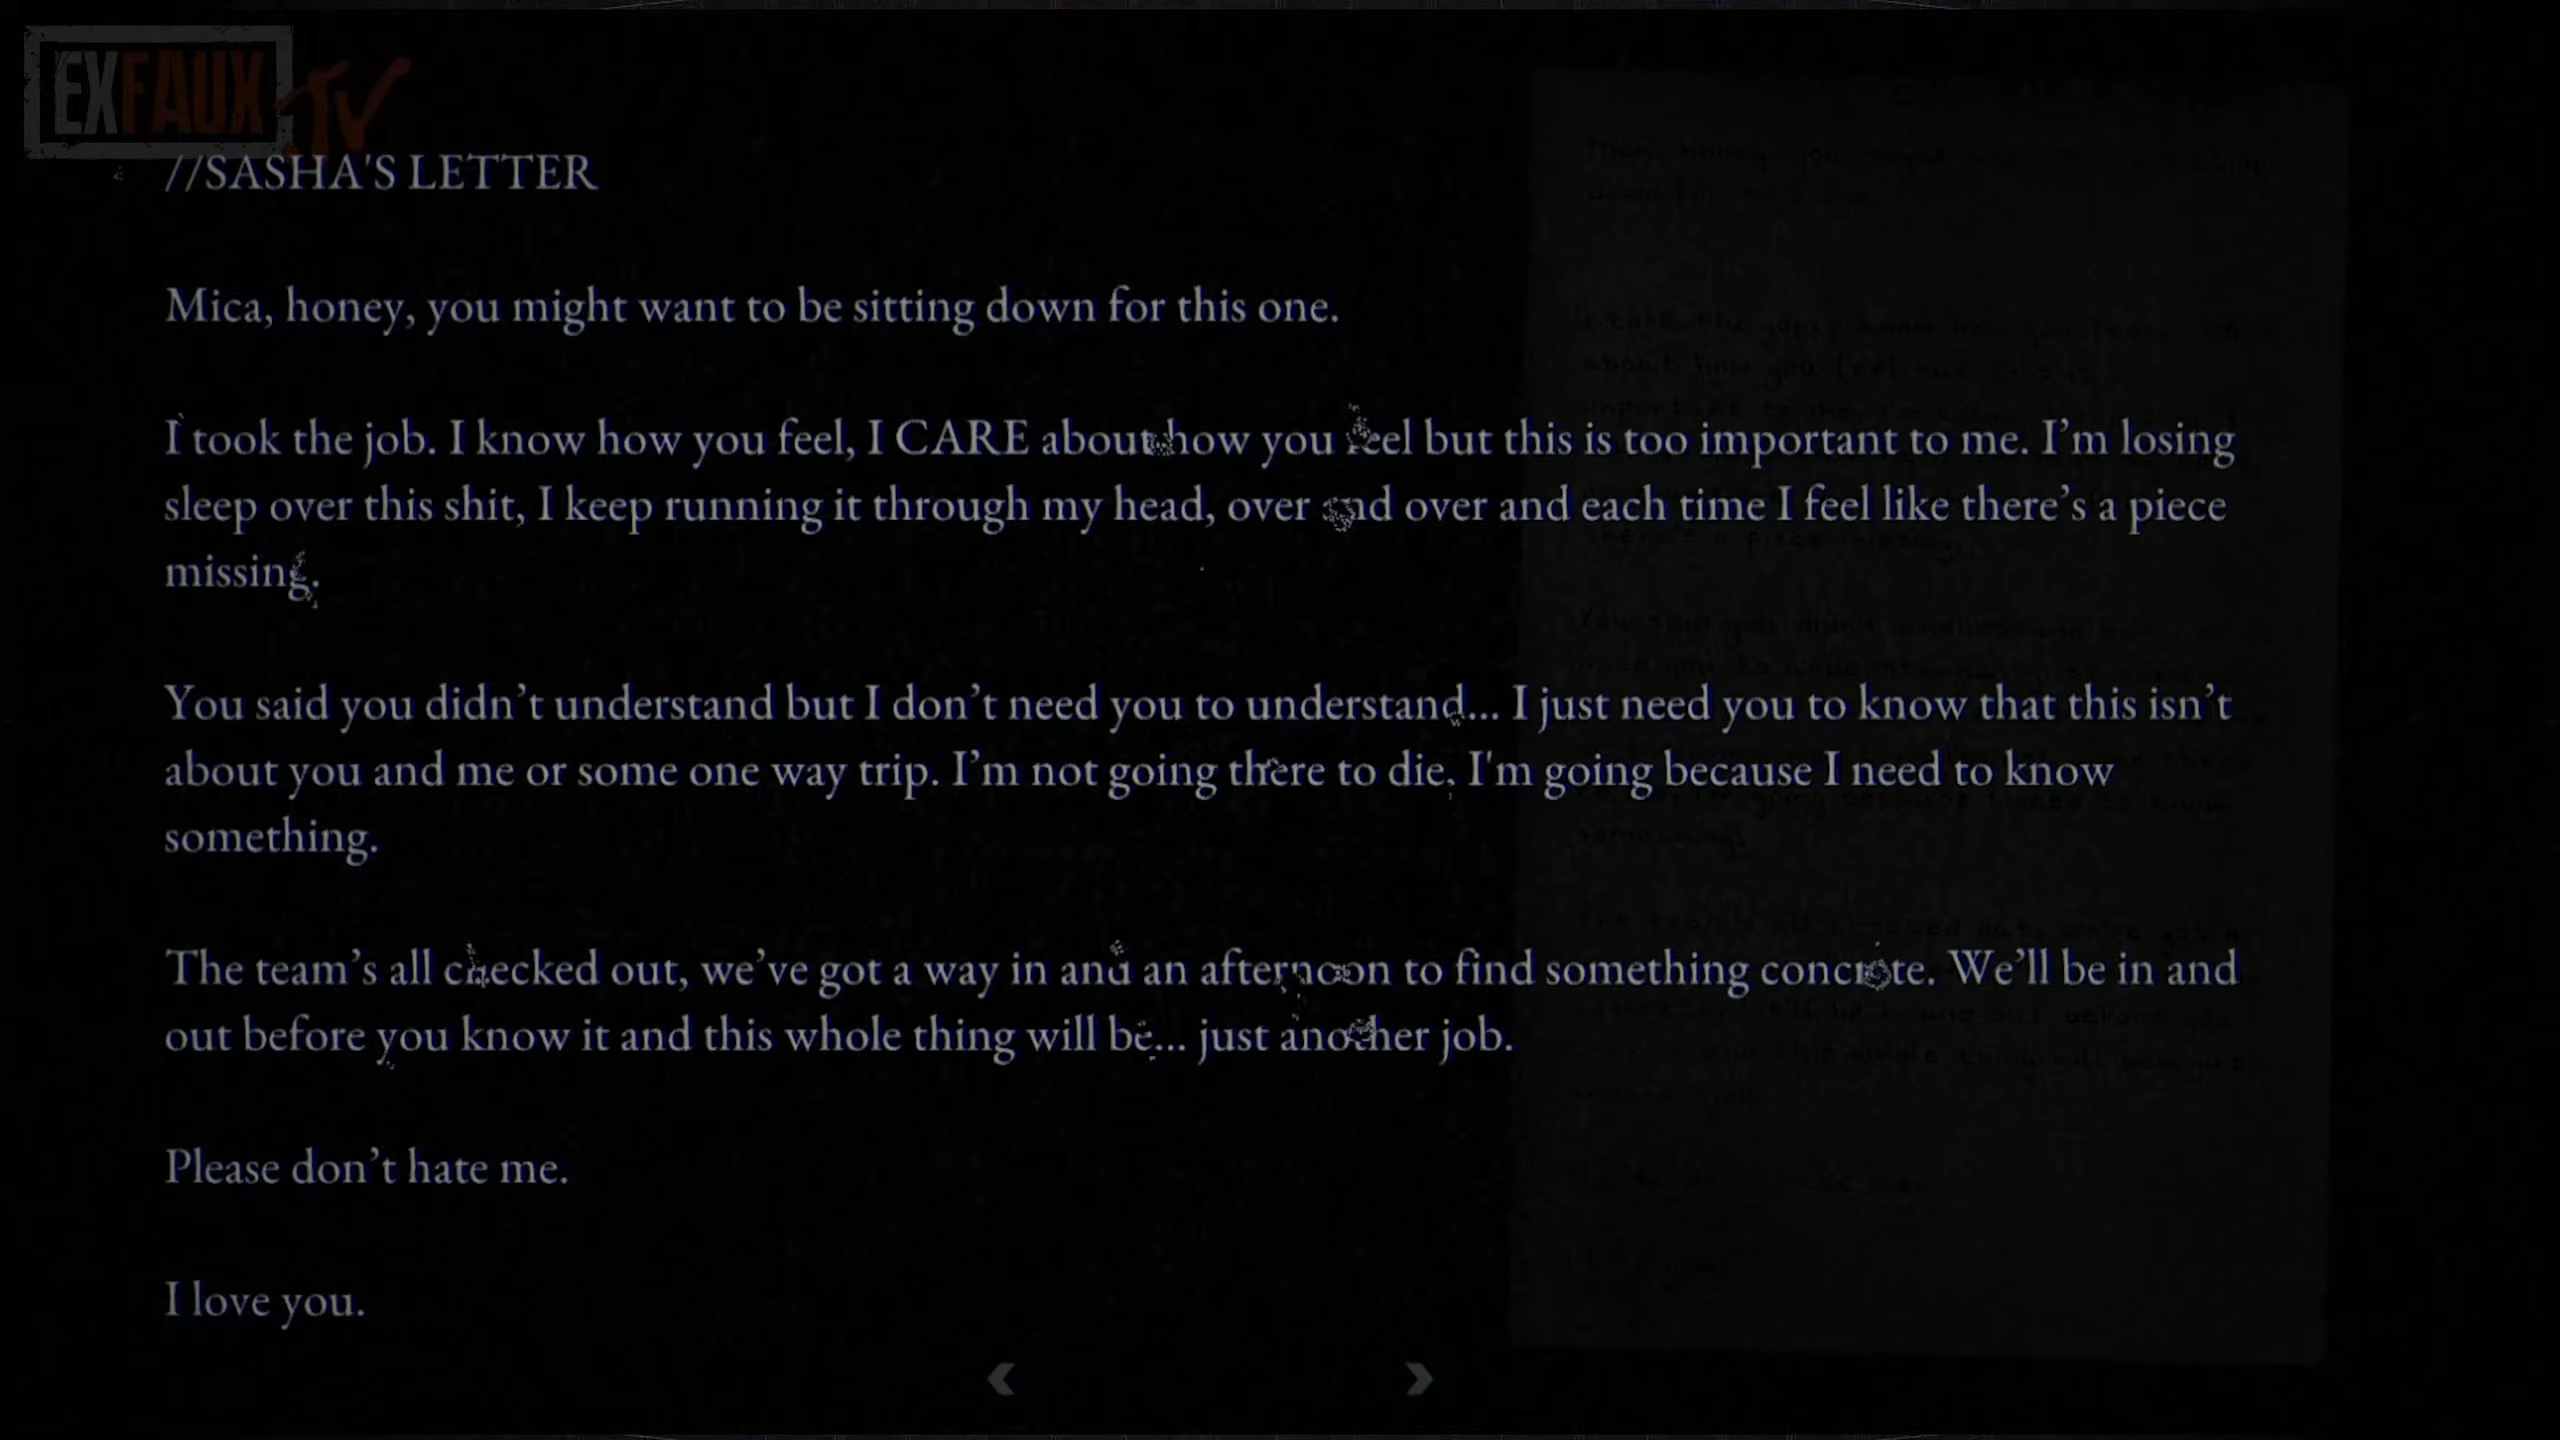 EXFAUX TV
//SASHA'S LETTER
Mica, honey, you might want to be sitting down for this one.
I took the job. I know how you feel, I CARE about how you feel but this is too important to me. I'm losing
sleep over this shit, I keep running it through my head, over and over and each time I feel like there's a piece
missing.
You said you didn't understand but I don't need you to understand... I just need you to know that this isn't
about you and me or some one way trip. I'm not going there to die, I'm going because I need to know
something.
The team's all checked out, we've got a way in and an afternoon to find something concrete. We'll be in and
out before you know it and this whole thing will be... just another job.
Please don't hate me.
I love you.